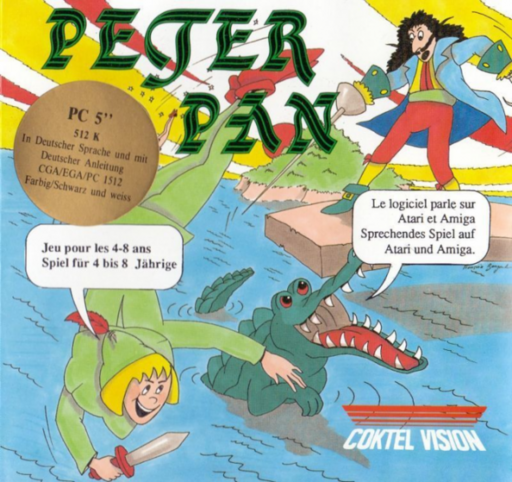 PETER
PAN
PC 5''
512 K
In Deutscher Sprache und mit
Deutscher Anleitung
CGA/EGA/PC 1512
Farbig/Schwarz und weiss
Le logiciel parle sur
Atari et Amiga
Sprechendes Spiel auf
Atari und Amiga.
Jeu pour les 4-8 ans
Spiel für 4 bis 8 Jährige
COKTEL VISION